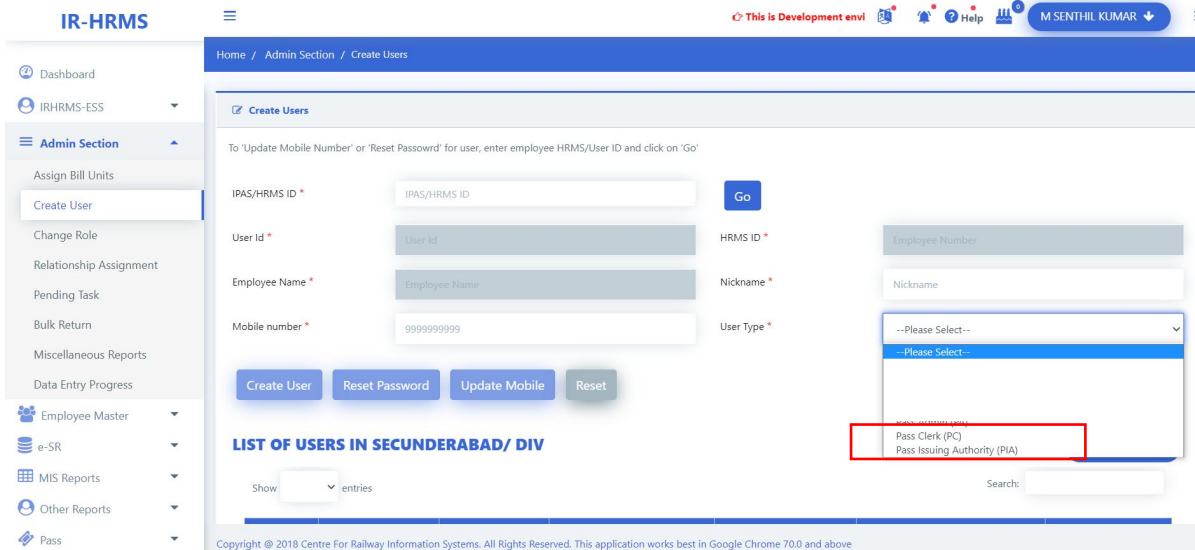 IR-HRMS
This is Development envi
Help
0
M SENTHIL KUMAR
Home / Admin Section / Create Users
Dashboard
IRHRMS-ESS
Admin Section
Assign Bill Units
Create User
Change Role
Relationship Assignment
Pending Task
Bulk Return
Miscellaneous Reports
Data Entry Progress
Employee Master
e-SR
MIS Reports
Other Reports
Pass
Create Users
To 'Update Mobile Number' or 'Reset Passowrd' for user, enter employee HRMS/User ID and click on 'Go'
IPAS/HRMS ID *
IPAS/HRMS ID
Go
User Id *
User Id
HRMS ID *
Employee Number
Employee Name *
Employee Name
Nickname *
Nickname
Mobile number *
9999999999
User Type *
--Please Select--
--Please Select--
Pass Admin (PA)
Pass Clerk (PC)
Pass Issuing Authority (PIA)
Create User
Reset Password
Update Mobile
Reset
LIST OF USERS IN SECUNDERABAD/ DIV
Show entries
Search:
Copyright @ 2018 Centre For Railway Information Systems. All Rights Reserved. This application works best in Google Chrome 70.0 and above